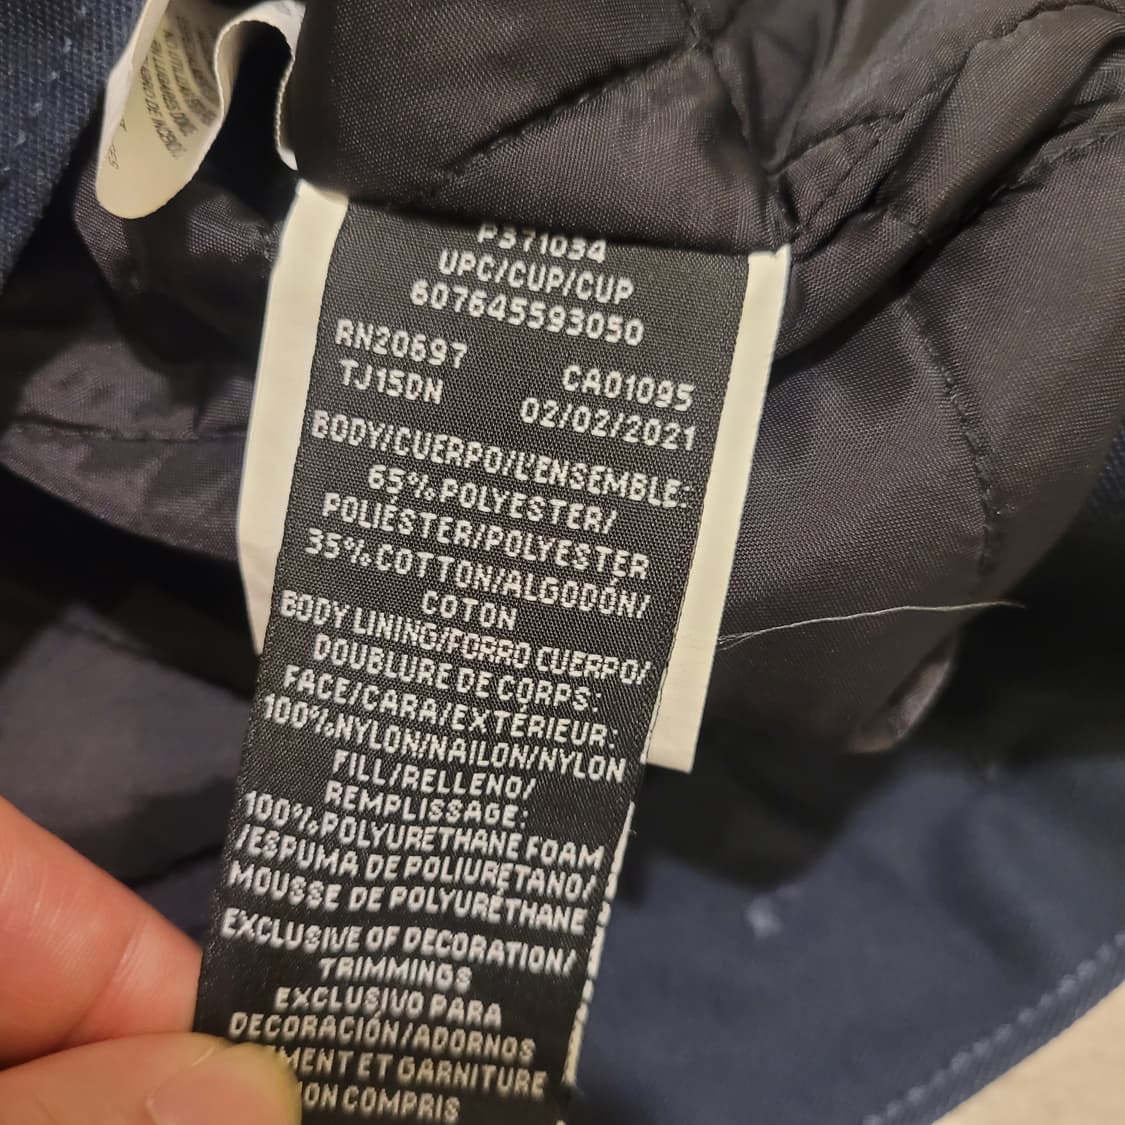 P371034
UPC/CUP/CUP
607645593050
RN20697 CA01095
TJ15DN 02/02/2021
BODY/CUERPO/L'ENSEMBLE:
65%POLYESTER/
POLIÉSTER/POLYESTER
35%COTTON/ALGODÓN/
COTON
BODY LINING/FORRO CUERPO/
DOUBLURE DE CORPS:
FACE/CARA/EXTÉRIEUR:
100%NYLON/NAILON/NYLON
FILL/RELLENO/
REMPLISSAGE:
100%POLYURETHANE FOAM
/ESPUMA DE POLIURETANO/
MOUSSE DE POLYURÉTHANE
EXCLUSIVE OF DECORATION/
TRIMMINGS
EXCLUSIVO PARA
DECORACIÓN/ADORNOS
MENT ET GARNITURE
NON COMPRIS